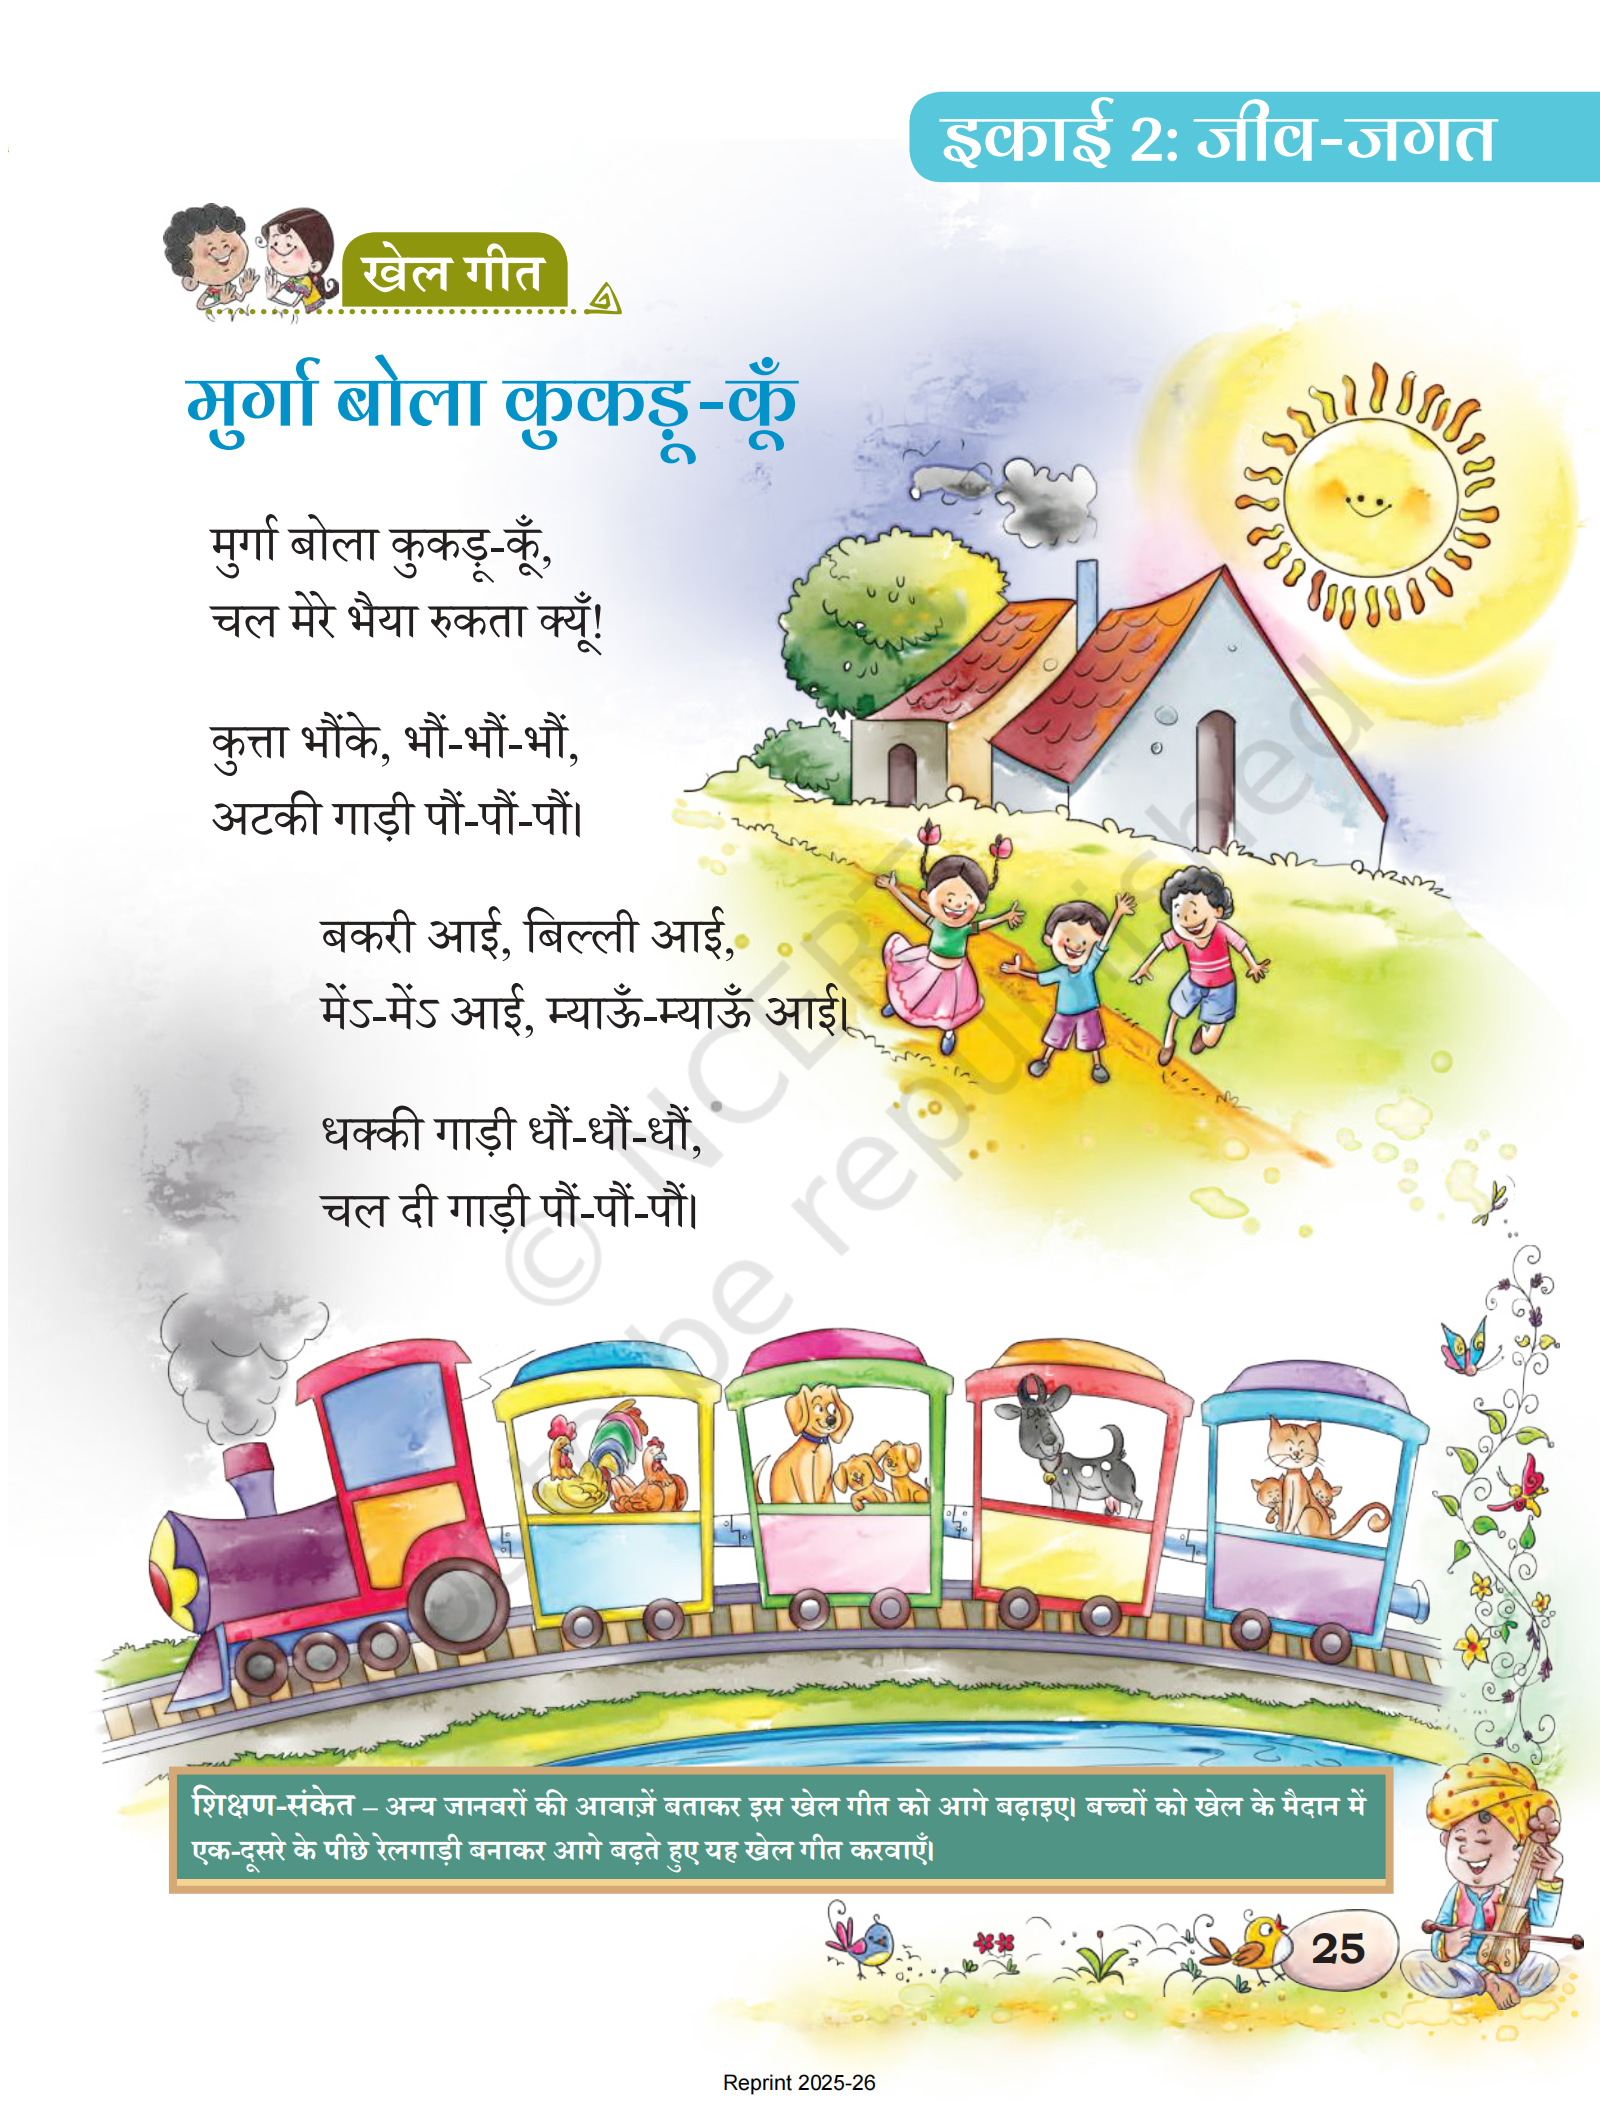 इकाई 2: जीव-जगत
खेल गीत
मुर्गा बोला कुकड़ू-कूँ
मुर्गा बोला कुकड़ू-कूँ,
चल मेरे भैया रुकता क्यूँ!
कुत्ता भौंके, भौं-भौं-भौं,
अटकी गाड़ी पौं-पौं-पौं।
बकरी आई, बिल्ली आई,
मेंऽ-मेंऽ आई, म्याऊँ-म्याऊँ आई।
धक्की गाड़ी धौं-धौं-धौं,
चल दी गाड़ी पौं-पौं-पौं।
शिक्षण-संकेत – अन्य जानवरों की आवाज़ें बताकर इस खेल गीत को आगे बढ़ाइए। बच्चों को खेल के मैदान में
एक-दूसरे के पीछे रेलगाड़ी बनाकर आगे बढ़ते हुए यह खेल गीत करवाएँ।
25
Reprint 2025-26
© NCERT
be republished